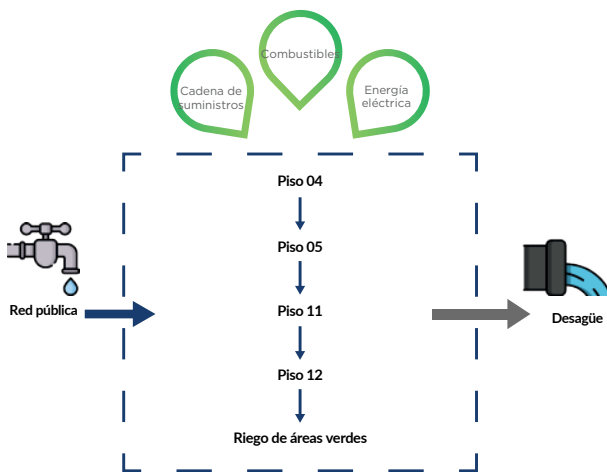 Combustibles
Cadena de
suministros
Energía
eléctrica
Piso 04
Piso 05
Red pública
Piso 11
Desagüe
Piso 12
Riego de áreas verdes